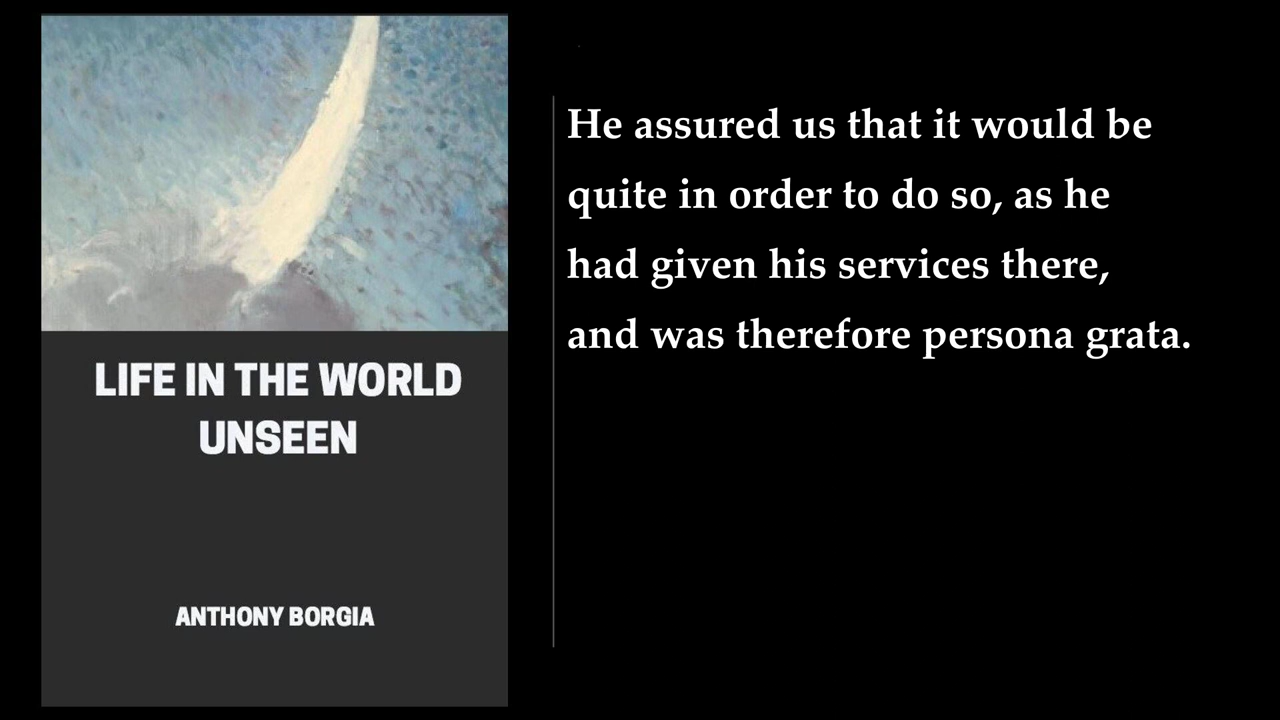 LIFE IN THE WORLD
UNSEEN
ANTHONY BORGIA
He assured us that it would be
quite in order to do so, as he
had given his services there,
and was therefore persona grata.